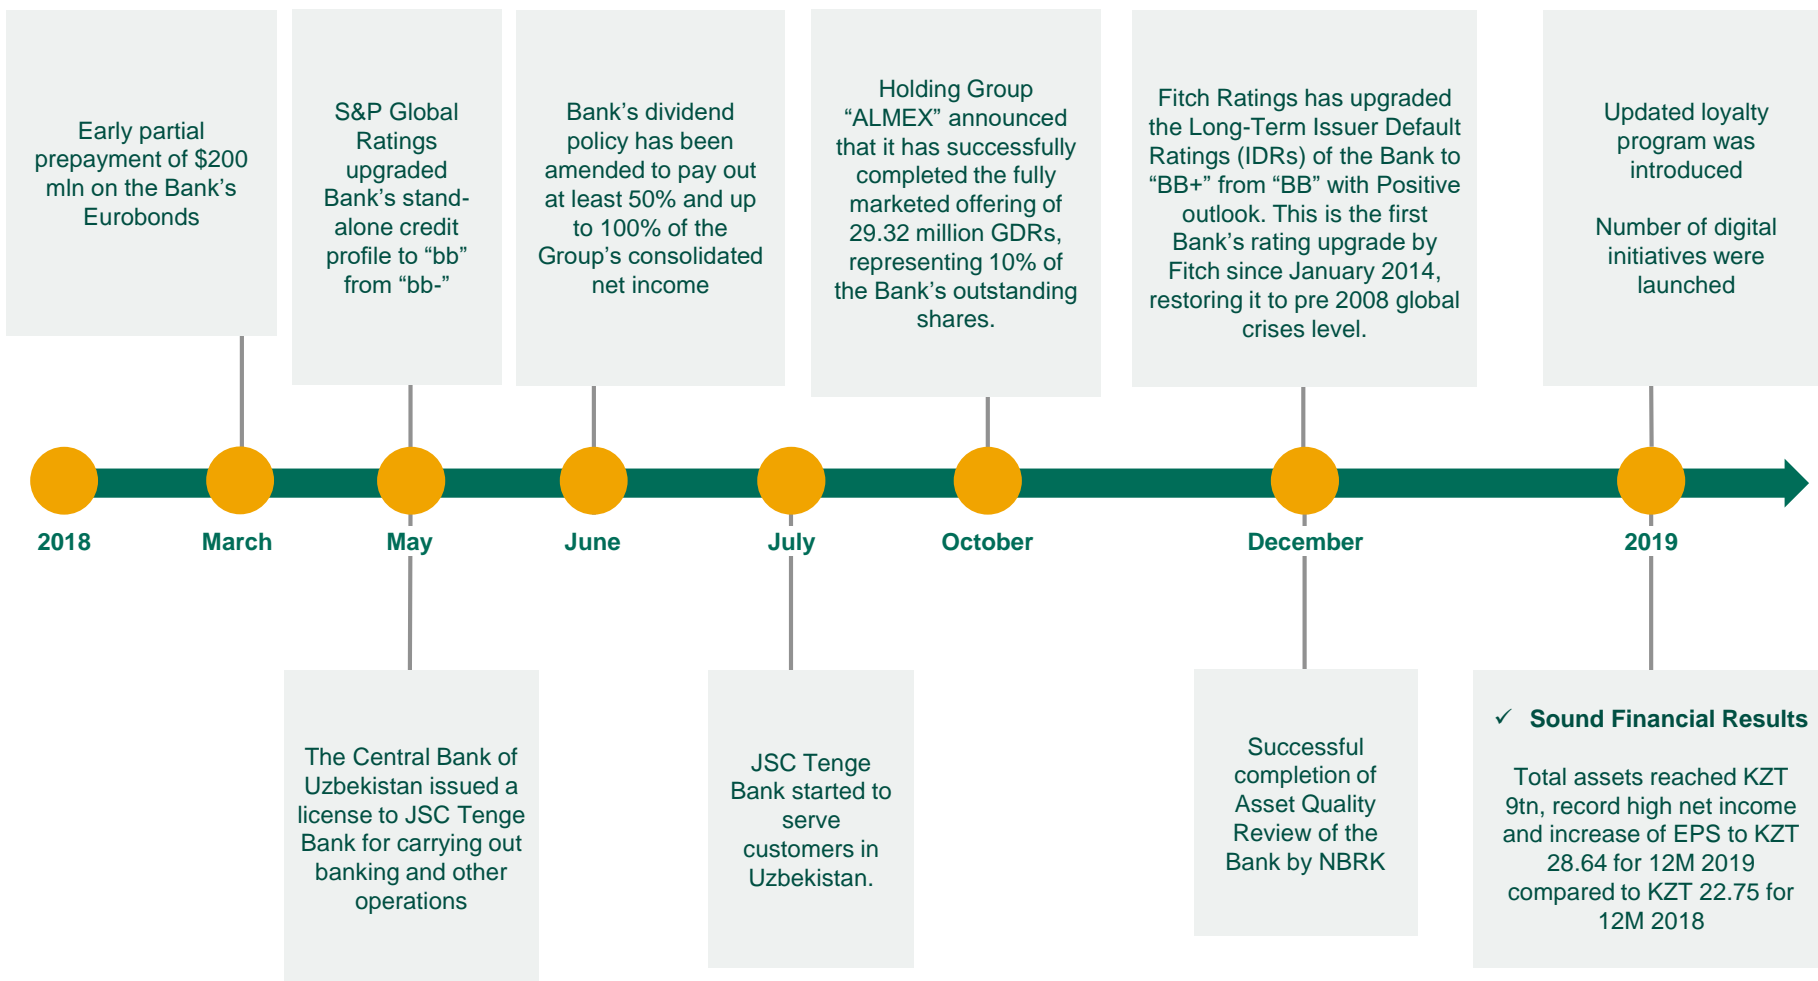 Early partial
prepayment of $200
mln on the Bank’s
Eurobonds
S&P Global
Ratings
upgraded
Bank’s stand-
alone credit
profile to “bb”
from “bb-”
Bank’s dividend
policy has been
amended to pay out
at least 50% and up
to 100% of the
Group’s consolidated
net income
Holding Group
“ALMEX” announced
that it has successfully
completed the fully
marketed offering of
29.32 million GDRs,
representing 10% of
the Bank’s outstanding
shares.
Fitch Ratings has upgraded
the Long-Term Issuer Default
Ratings (IDRs) of the Bank to
“BB+” from “BB” with Positive
outlook. This is the first
Bank’s rating upgrade by
Fitch since January 2014,
restoring it to pre 2008 global
crises level.
Updated loyalty
program was
introduced
Number of digital
initiatives were
launched
2018
March
May
June
July
October
December
2019
The Central Bank of
Uzbekistan issued a
license to JSC Tenge
Bank for carrying out
banking and other
operations
JSC Tenge
Bank started to
serve
customers in
Uzbekistan.
Successful
completion of
Asset Quality
Review of the
Bank by NBRK
✓ Sound Financial Results
Total assets reached KZT
9tn, record high net income
and increase of EPS to KZT
28.64 for 12M 2019
compared to KZT 22.75 for
12M 2018